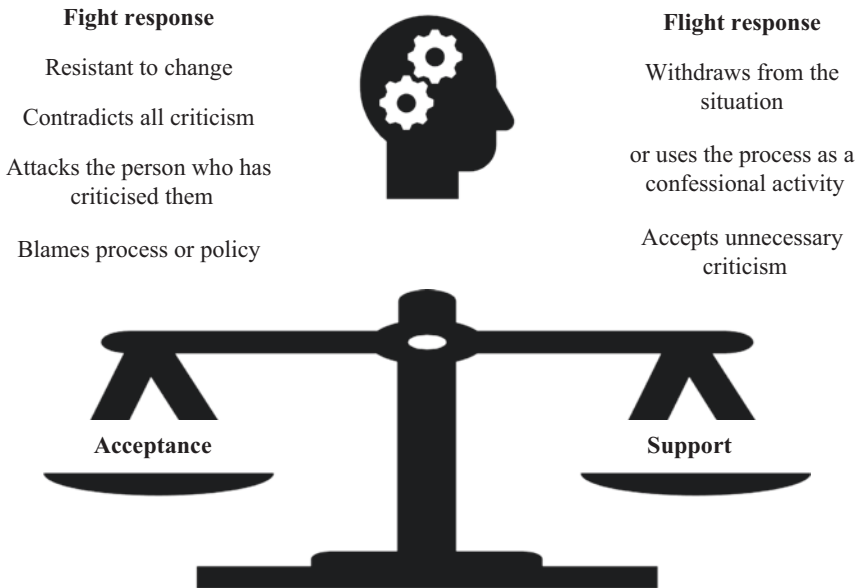 Fight response
Resistant to change
Contradicts all criticism
Attacks the person who has
criticised them
Blames process or policy
Flight response
Withdraws from the
situation
or uses the process as a
confessional activity
Accepts unnecessary
criticism
Acceptance
Support